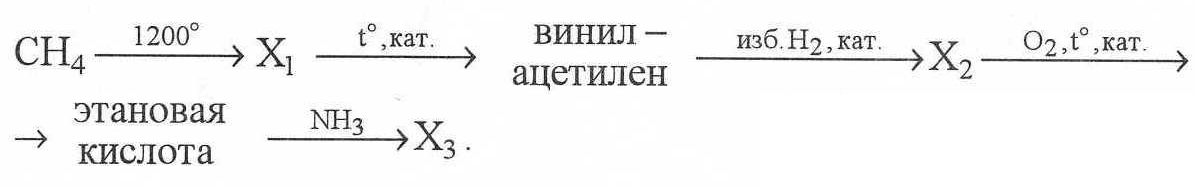 CH₄ —1200°→ X₁ —t°,кат.→ винил – ацетилен —изб.H₂,кат.→ X₂ —O₂,t°,кат.→
→ этановая кислота —NH₃→ X₃.